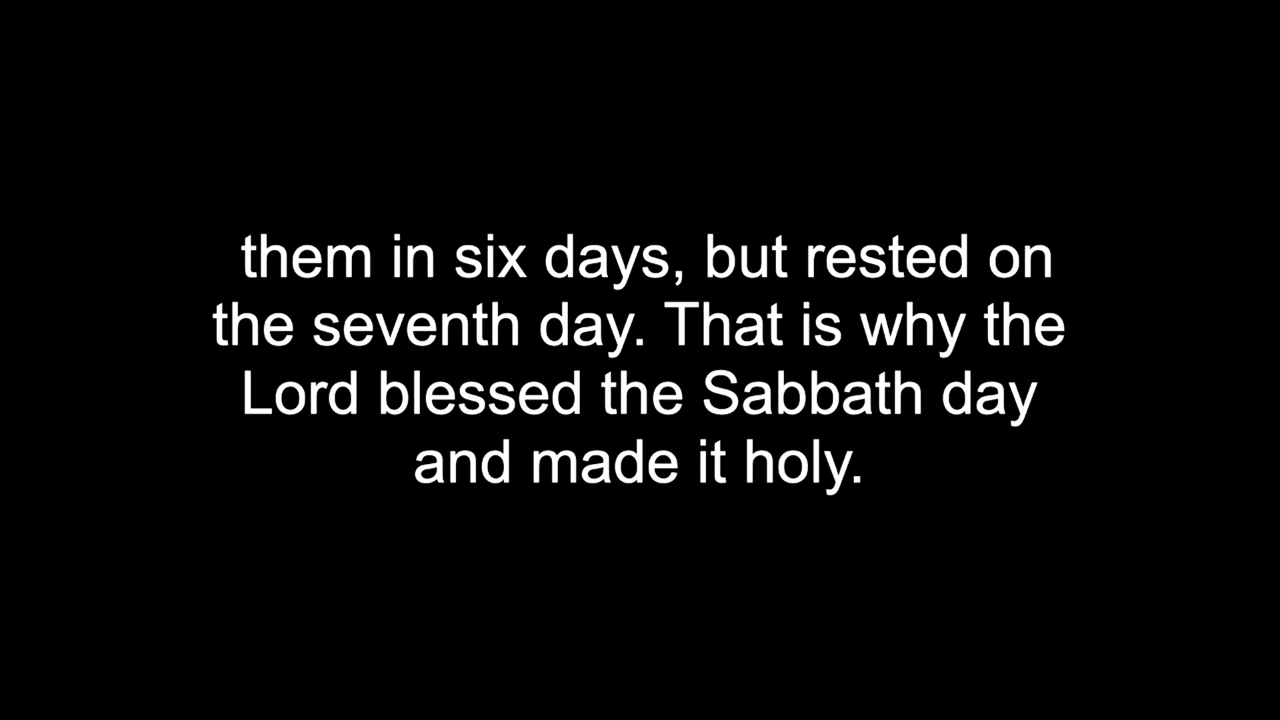 them in six days, but rested on
the seventh day. That is why the
Lord blessed the Sabbath day
and made it holy.